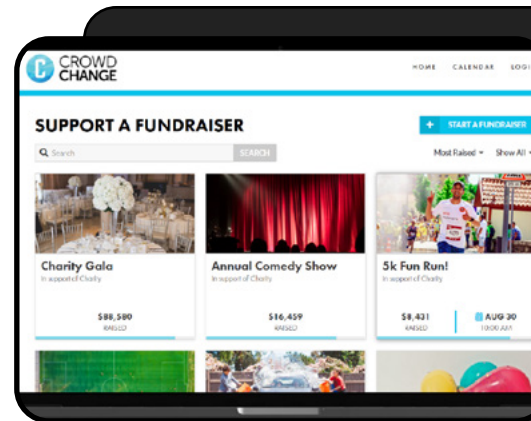 CROWD
CHANGE
HOME CALENDAR LOGI
SUPPORT A FUNDRAISER
+ START A FUNDRAISER
Search SEARCH
Most Raised Show All
Charity Gala
In support of Charity
$88,580
RAISED
Annual Comedy Show
In support of Charity
$16,459
RAISED
5k Fun Run!
In support of Charity
$8,431
RAISED
AUG 30
10:00 AM